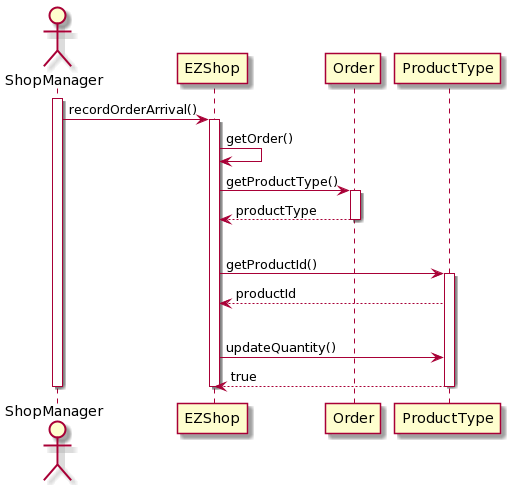 ShopManager
EZShop
Order
ProductType
recordOrderArrival()
getOrder()
getProductType()
productType
getProductId()
productId
updateQuantity()
true
ShopManager
EZShop
Order
ProductType